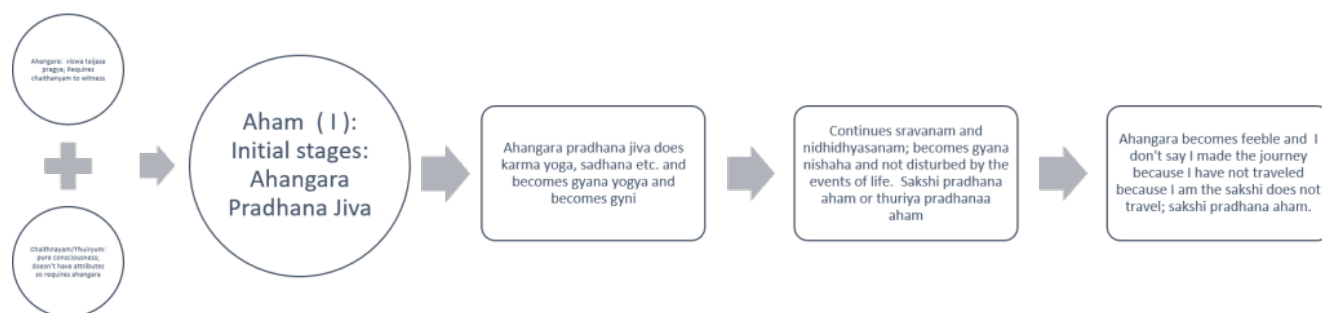 Ahangara: viswa taijasa
pragya; Requires
chaithanyam to witness
Chaithnayam/Thuiryum:
pure consciousness;
doesn't have attributes
so requires ahangara
Aham ( I ):
Initial stages:
Ahangara
Pradhana Jiva
Ahangara pradhana jiva does
karma yoga, sadhana etc. and
becomes gyana yogya and
becomes gyni
Continues sravanam and
nidhidhyasanam; becomes gyana
nishaha and not disturbed by the
events of life. Sakshi pradhana
aham or thuriya pradhanaa
aham
Ahangara becomes feeble and I
don't say I made the journey
because I have not traveled
because I am the sakshi does not
travel; sakshi pradhana aham.